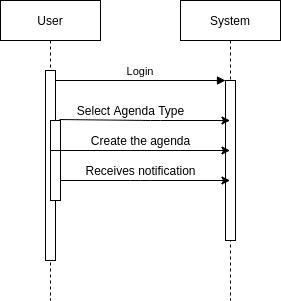 User
System
Login
Select Agenda Type
Create the agenda
Receives notification